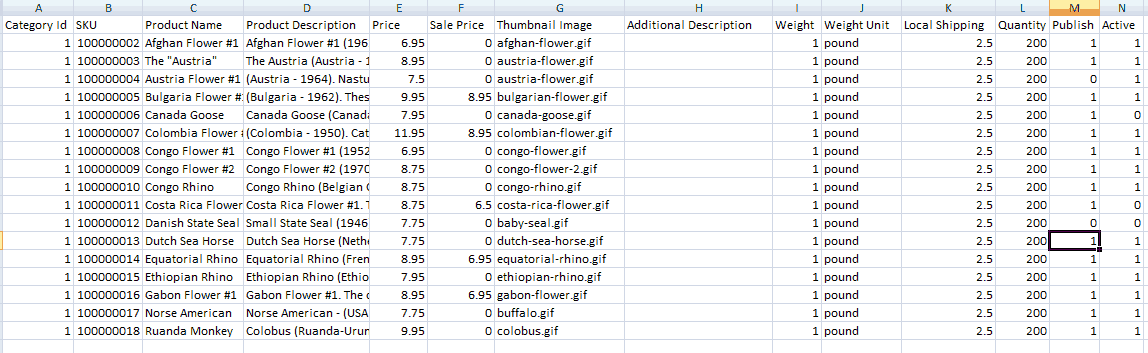 A B C D E F G H I J K L M N
Category Id SKU Product Name Product Description Price Sale Price Thumbnail Image Additional Description Weight Weight Unit Local Shipping Quantity Publish Active
1 100000002 Afghan Flower #1 Afghan Flower #1 (196 6.95 0 afghan-flower.gif 1 pound 2.5 200 1 1
1 100000003 The "Austria" The Austria (Austria - 1 8.95 0 austria-flower.gif 1 pound 2.5 200 1 1
1 100000004 Austria Flower #1 (Austria - 1964). Nastu 7.5 0 austria-flower.gif 1 pound 2.5 200 0 1
1 100000005 Bulgaria Flower #: (Bulgaria - 1962). Thes 9.95 8.95 bulgarian-flower.gif 1 pound 2.5 200 1 1
1 100000006 Canada Goose Canada Goose (Canada 7.95 0 canada-goose.gif 1 pound 2.5 200 1 0
1 100000007 Colombia Flower (Colombia - 1950). Cat 11.95 8.95 colombian-flower.gif 1 pound 2.5 200 1 1
1 100000008 Congo Flower #1 Congo Flower #1 (1952 6.95 0 congo-flower.gif 1 pound 2.5 200 1 1
1 100000009 Congo Flower #2 Congo Flower #2 (1970 8.75 0 congo-flower-2.gif 1 pound 2.5 200 1 1
1 100000010 Congo Rhino Congo Rhino (Belgian 8.75 0 congo-rhino.gif 1 pound 2.5 200 1 1
1 100000011 Costa Rica Flower Costa Rica Flower #1. T 8.75 6.5 costa-rica-flower.gif 1 pound 2.5 200 1 0
1 100000012 Danish State Seal Small State Seal (1946 7.75 0 baby-seal.gif 1 pound 2.5 200 0 0
1 100000013 Dutch Sea Horse Dutch Sea Horse (Nethe 7.75 0 dutch-sea-horse.gif 1 pound 2.5 200 1 1
1 100000014 Equatorial Rhino Equatorial Rhino (Fren 8.95 6.95 equatorial-rhino.gif 1 pound 2.5 200 1 1
1 100000015 Ethiopian Rhino Ethiopian Rhino (Ethio 7.95 0 ethiopian-rhino.gif 1 pound 2.5 200 1 1
1 100000016 Gabon Flower #1 Gabon Flower #1. The 8.95 6.95 gabon-flower.gif 1 pound 2.5 200 1 1
1 100000017 Norse American Norse American - (USA 7.75 0 buffalo.gif 1 pound 2.5 200 1 1
1 100000018 Ruanda Monkey Colobus (Ruanda-Urun 9.95 0 colobus.gif 1 pound 2.5 200 1 1